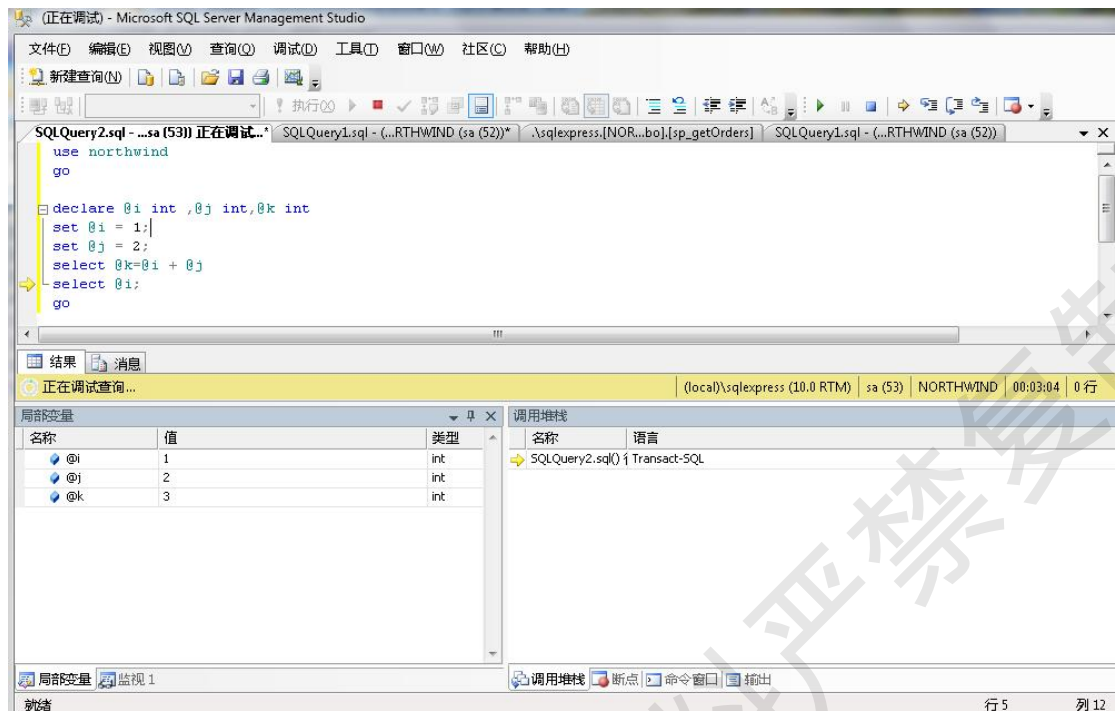 (正在调试) - Microsoft SQL Server Management Studio
文件(F) 编辑(E) 视图(V) 查询(Q) 调试(D) 工具(T) 窗口(W) 社区(C) 帮助(H)
新建查询(N)
执行(X)
SQLQuery2.sql - ...sa (53)) 正在调试...* SQLQuery1.sql - (...RTHWIND (sa (52))* .\sqlexpress.[NOR...bo].[sp_getOrders] SQLQuery1.sql - (...RTHWIND (sa (52))
use northwind
go
declare @i int ,@j int,@k int
set @i = 1;
set @j = 2;
select @k=@i + @j
select @i;
go
结果 消息
正在调试查询... (local)\sqlexpress (10.0 RTM) sa (53) NORTHWIND 00:03:04 0 行
局部变量 调用堆栈
名称 值 类型 名称 语言
@i 1 int SQLQuery2.sql() Transact-SQL
@j 2 int
@k 3 int
局部变量 监视 1 调用堆栈 断点 命令窗口 输出
就绪 行 5 列 12
严禁复制